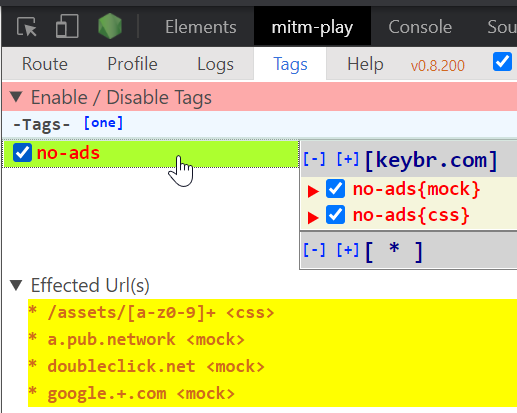 Elements mitm-play Console Sources
Route Profile Logs Tags Help v0.8.200
▼ Enable / Disable Tags
-Tags- [one]
no-ads
[-] [+][keybr.com]
no-ads{mock}
no-ads{css}
[-] [+][ * ]
▼ Effected Url(s)
* /assets/[a-z0-9]+ <css>
* a.pub.network <mock>
* doubleclick.net <mock>
* google.+.com <mock>